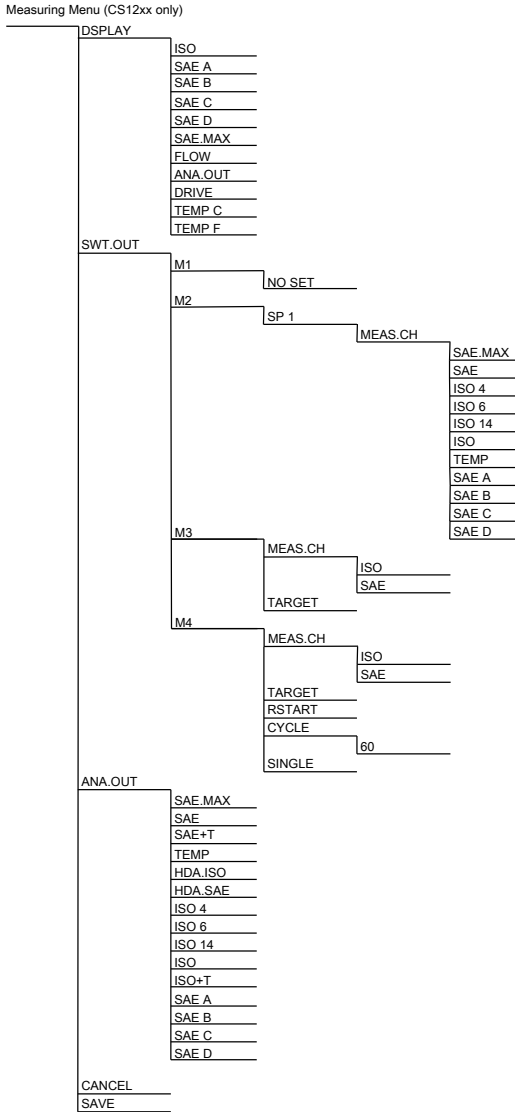 Measuring Menu (CS12xx only)
DSPLAY
ISO
SAE A
SAE B
SAE C
SAE D
SAE.MAX
FLOW
ANA.OUT
DRIVE
TEMP C
TEMP F
SWT.OUT
M1
NO SET
M2
SP 1
MEAS.CH
SAE.MAX
SAE
ISO 4
ISO 6
ISO 14
ISO
TEMP
SAE A
SAE B
SAE C
SAE D
M3
MEAS.CH
ISO
SAE
TARGET
M4
MEAS.CH
ISO
SAE
TARGET
RSTART
CYCLE
60
SINGLE
ANA.OUT
SAE.MAX
SAE
SAE+T
TEMP
HDA.ISO
HDA.SAE
ISO 4
ISO 6
ISO 14
ISO
ISO+T
SAE A
SAE B
SAE C
SAE D
CANCEL
SAVE